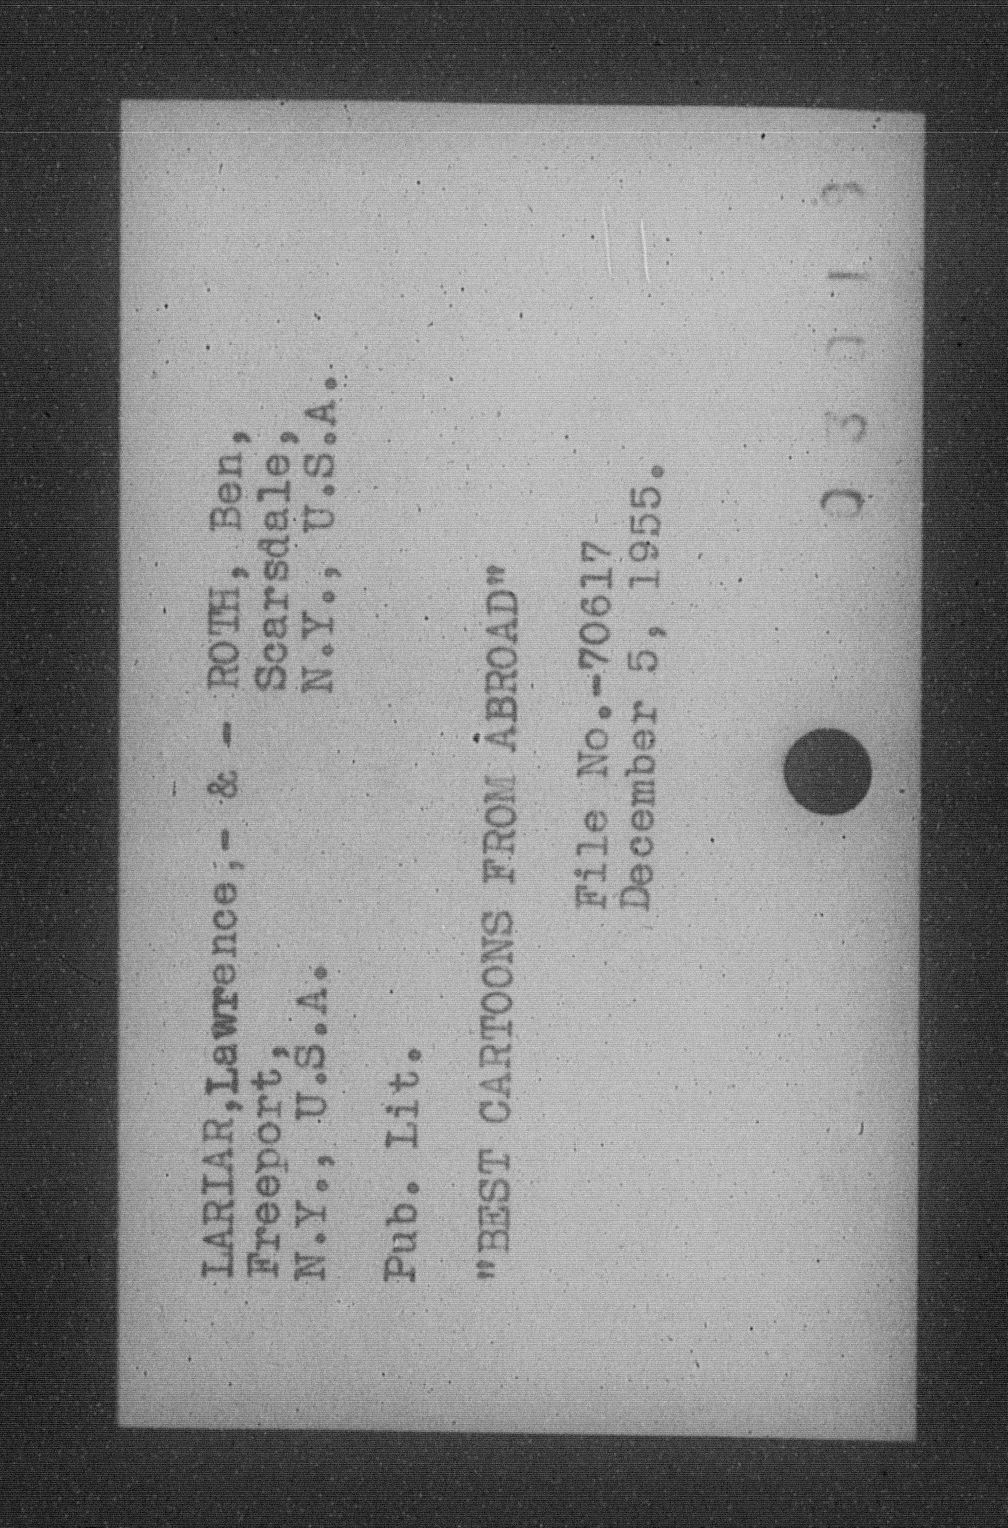 LARIAR,Lawrence,- & - ROTH, Ben,
Freeport, Scarsdale,
N.Y., U.S.A. N.Y., U.S.A.
Pub. Lit.
"BEST CARTOONS FROM ABROAD"
File No.-70617
December 5, 1955.